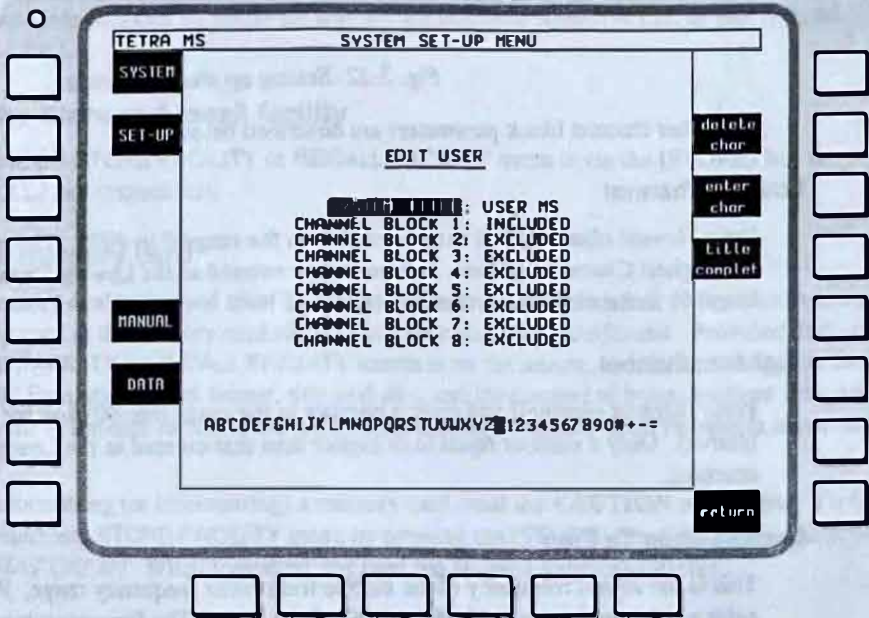 TETRA MS SYSTEM SET-UP MENU
SYSTEM
SET-UP
MANUAL
DATA
EDIT USER
: USER MS
CHANNEL BLOCK 1: INCLUDED
CHANNEL BLOCK 2: EXCLUDED
CHANNEL BLOCK 3: EXCLUDED
CHANNEL BLOCK 4: EXCLUDED
CHANNEL BLOCK 5: EXCLUDED
CHANNEL BLOCK 6: EXCLUDED
CHANNEL BLOCK 7: EXCLUDED
CHANNEL BLOCK 8: EXCLUDED
ABCDEFGHIJKLMNOPQRSTUVWXYZ 1234567890#+-=
delete
char
enter
char
title
complet
return